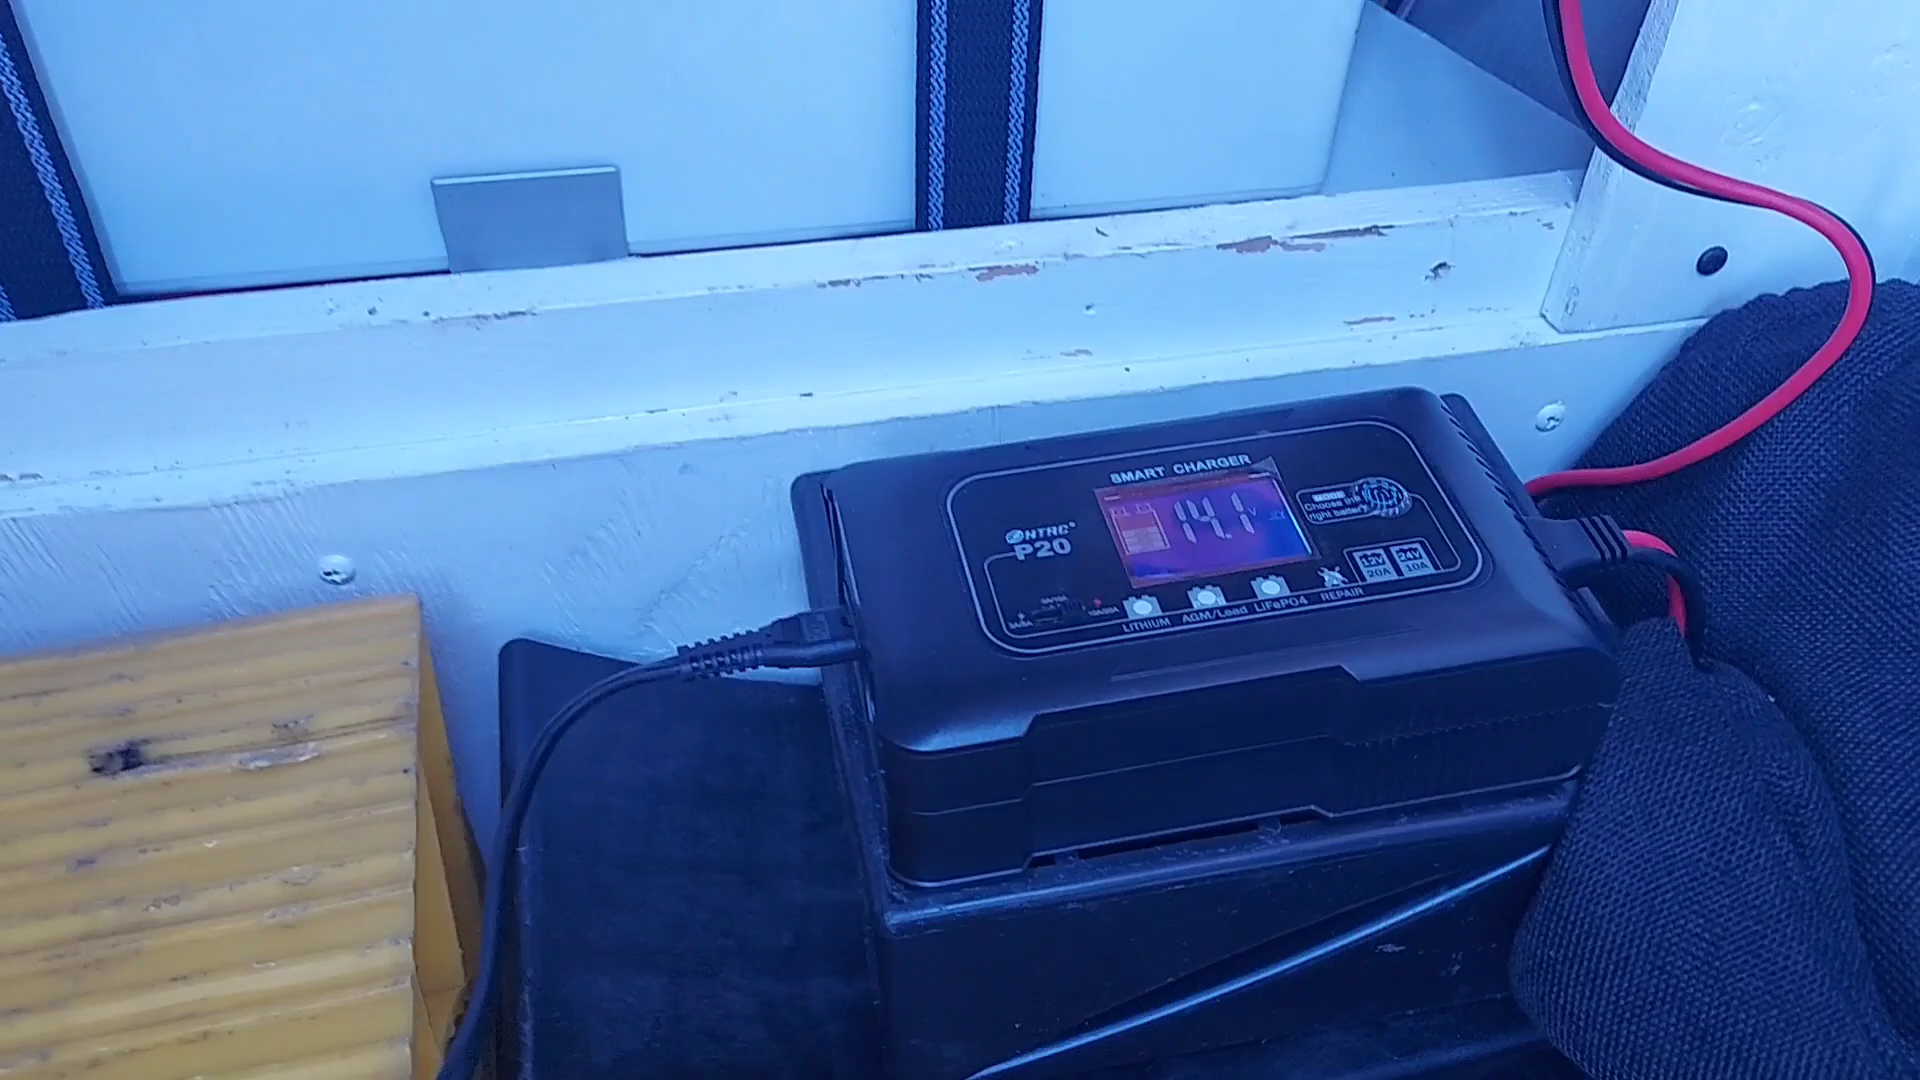 SMART CHARGER
HTRC®
P20
14.1 V
MODE
Choose the
right battery
12V
20A
24V
10A
LITHIUM
AGM/Lead
LiFePO4
REPAIR